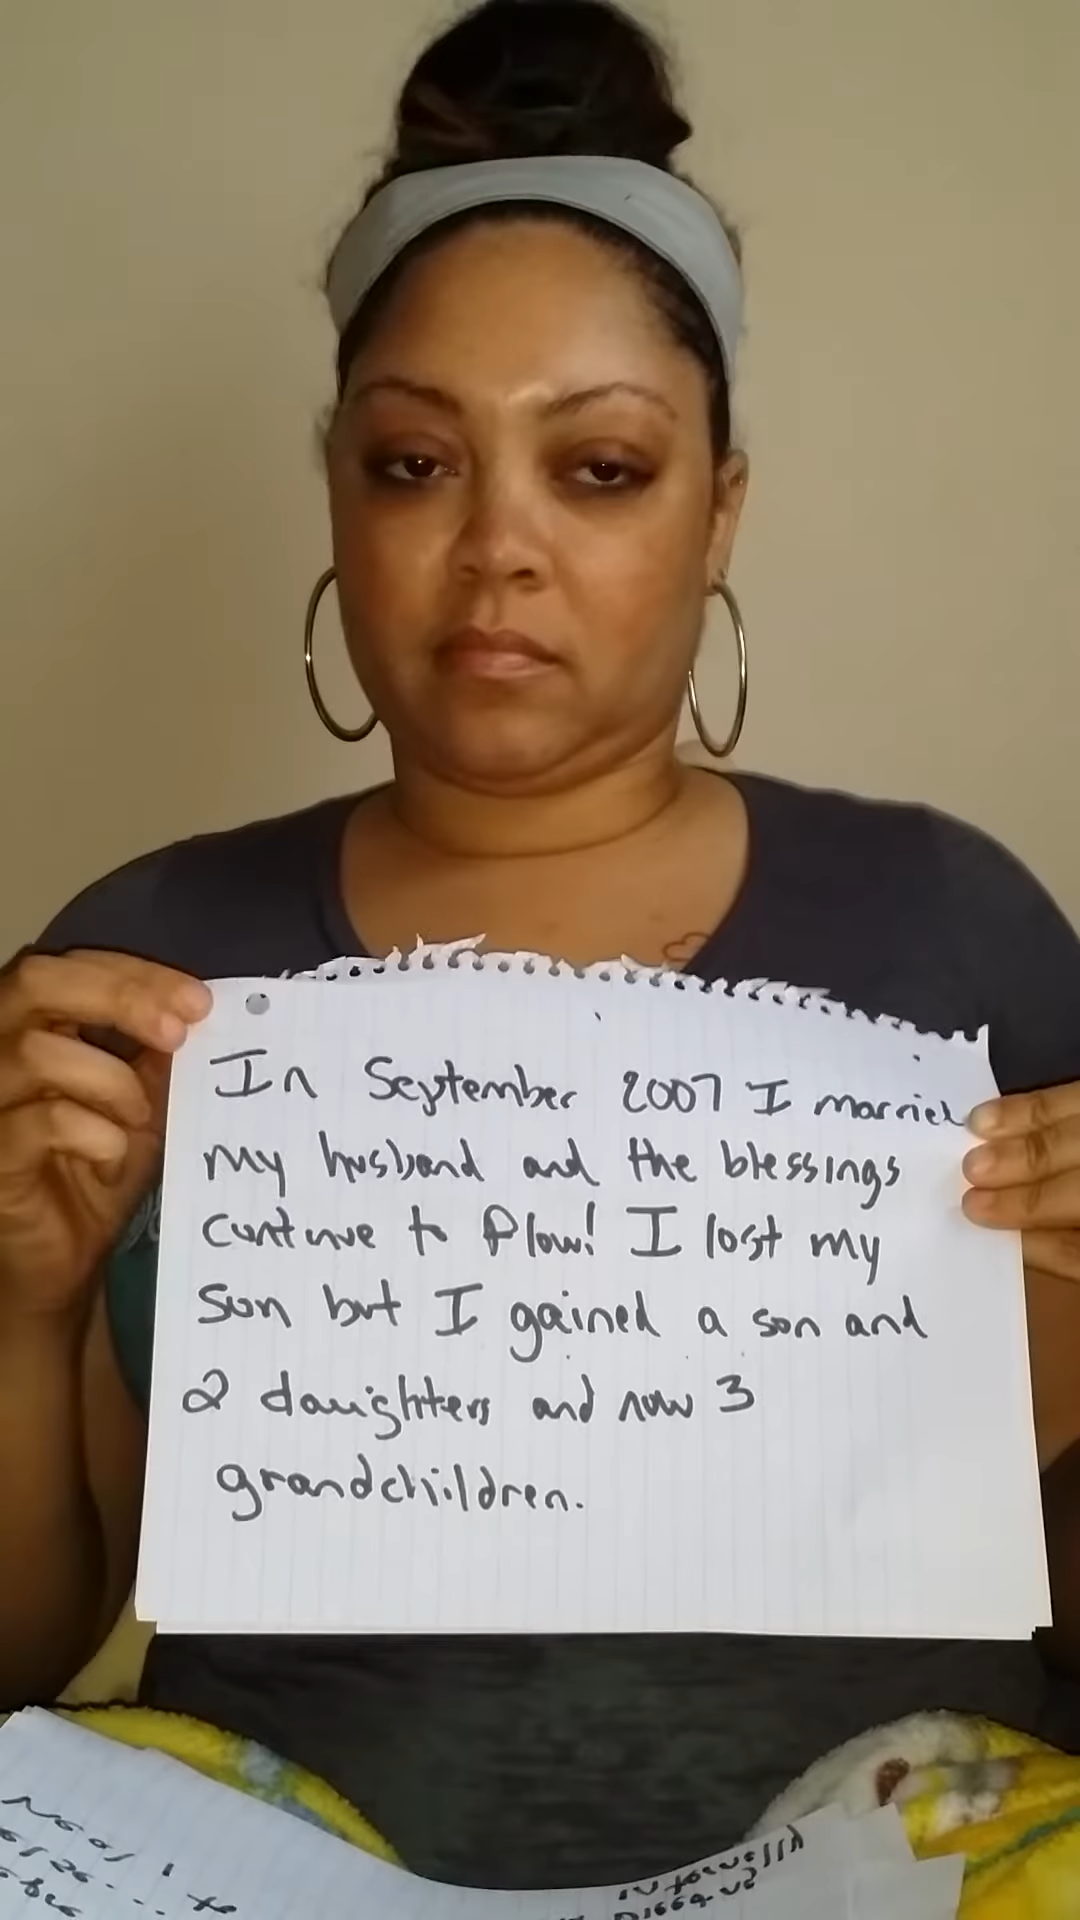 In September 2007 I married
my husband and the blessings
continue to flow! I lost my
son but I gained a son and
2 daughters and now 3
grandchildren.